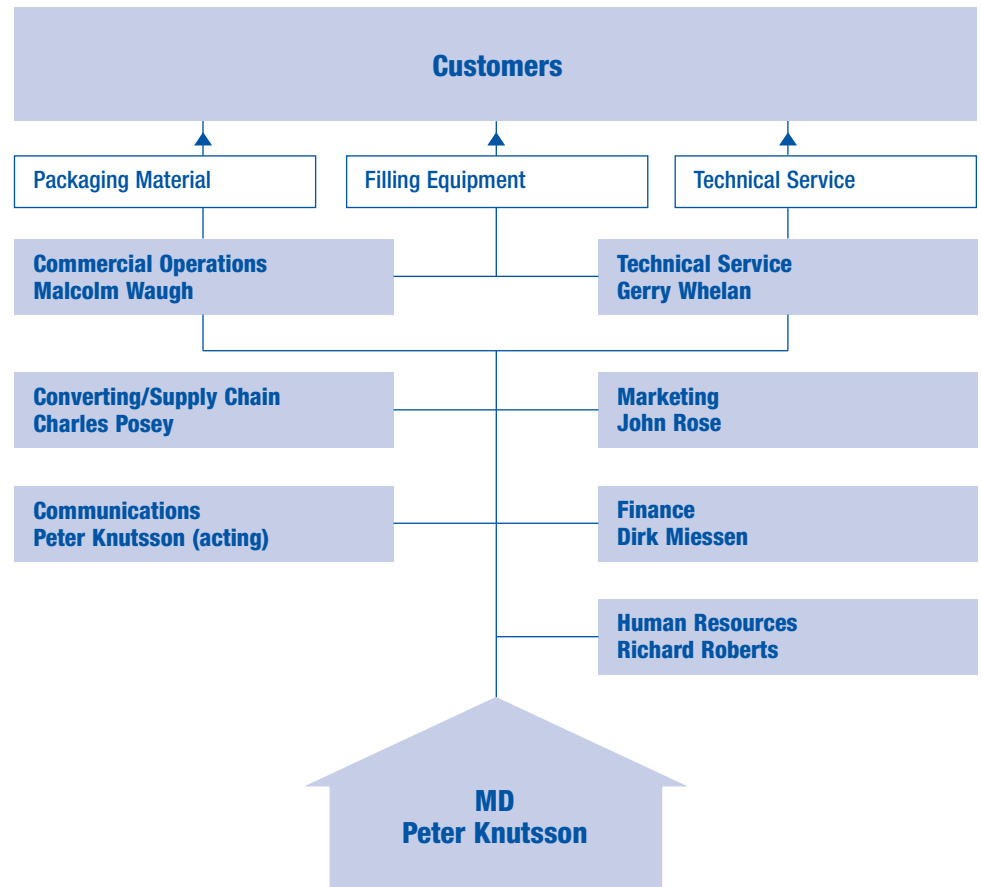 Customers
Packaging Material
Filling Equipment
Technical Service
Commercial Operations
Malcolm Waugh
Technical Service
Gerry Whelan
Converting/Supply Chain
Charles Posey
Marketing
John Rose
Communications
Peter Knutsson (acting)
Finance
Dirk Miessen
Human Resources
Richard Roberts
MD
Peter Knutsson